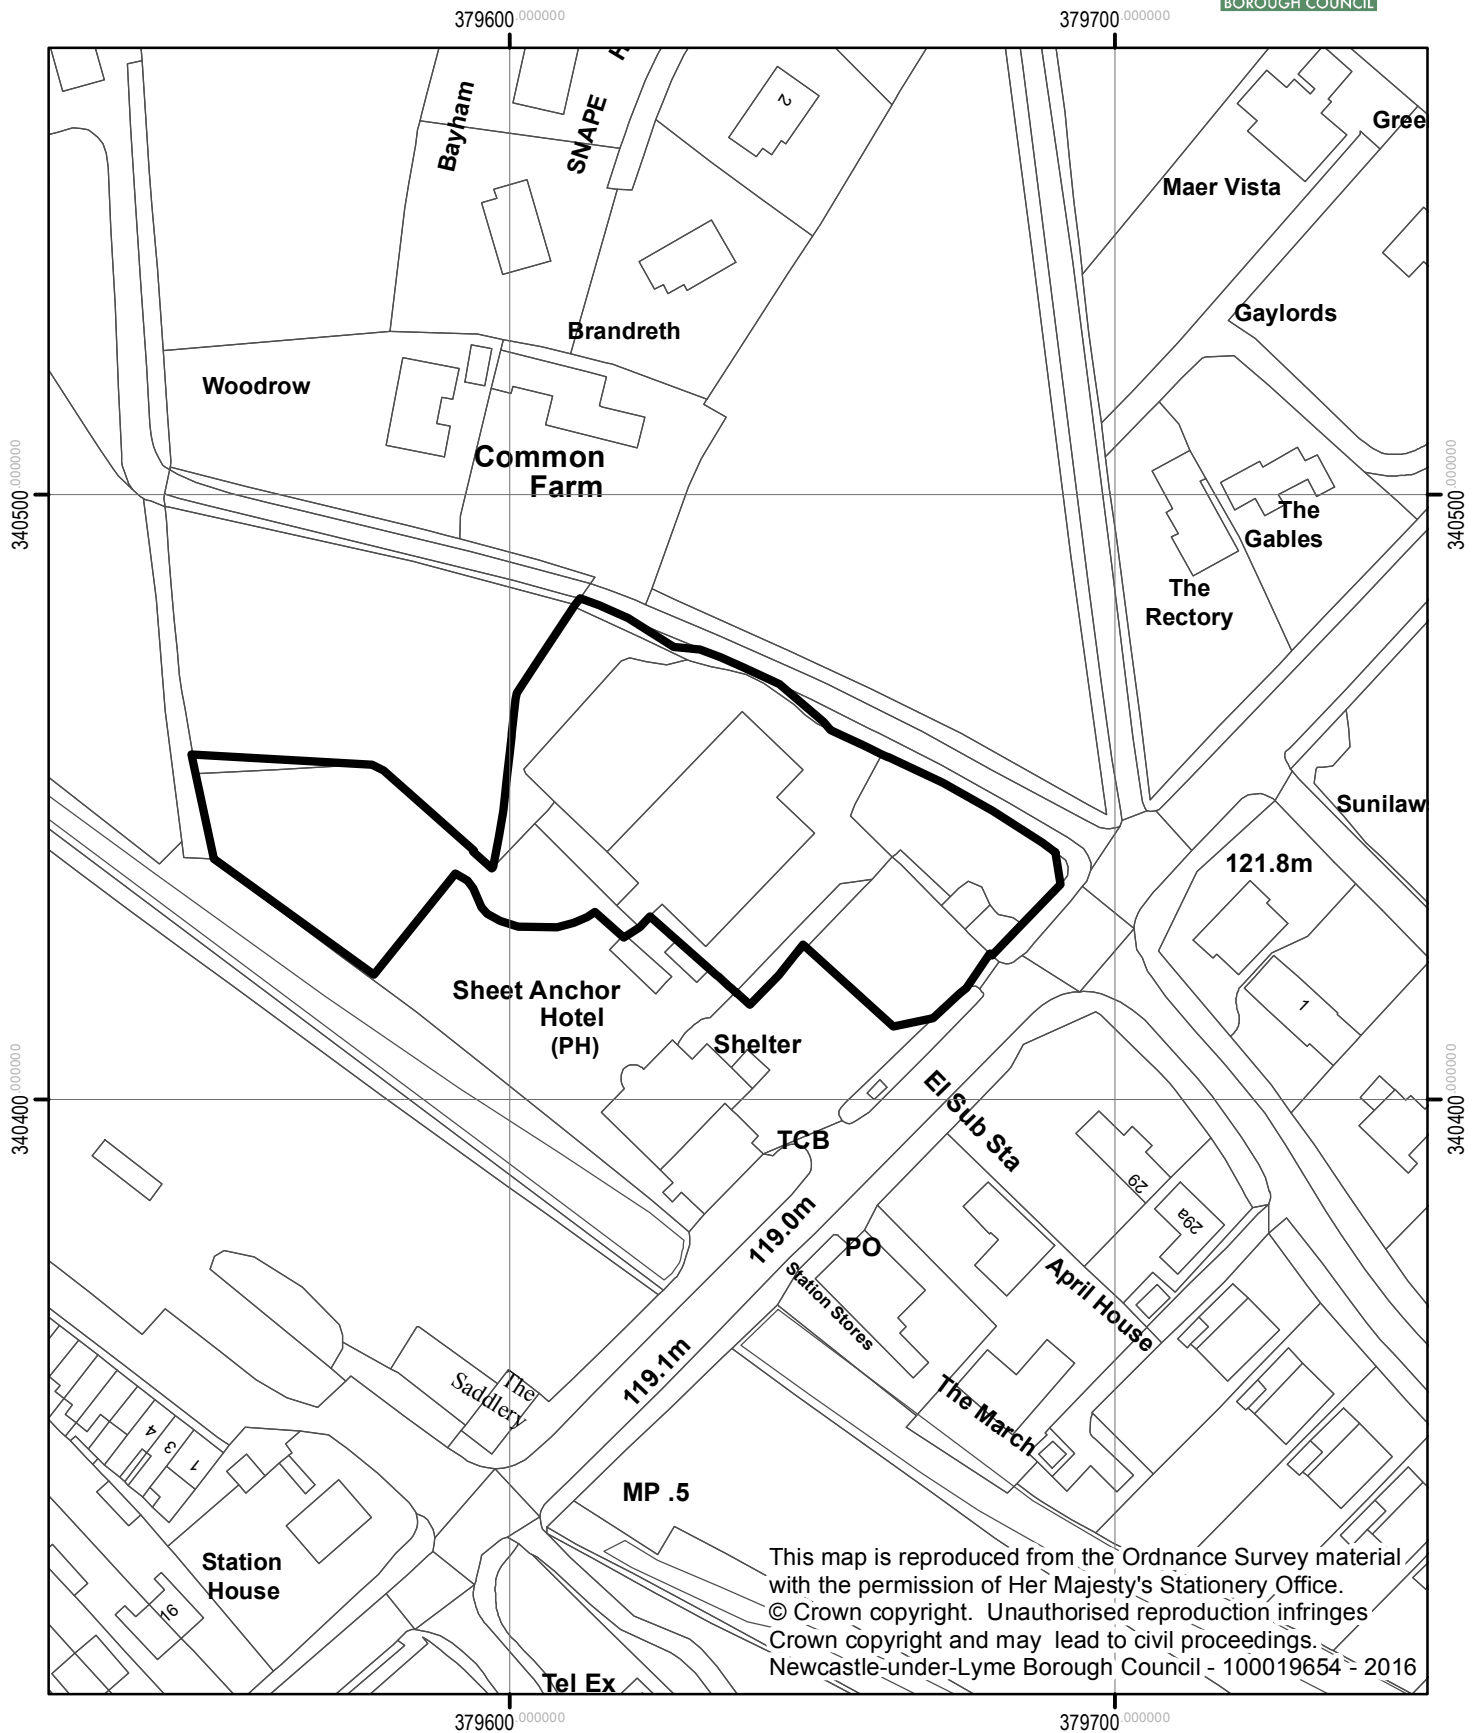 BOROUGH COUNCIL
379600.000000
379700.000000
Bayham
SNAPE
2
Gree
Maer Vista
Gaylords
Brandreth
Woodrow
Common
Farm
340500.000000
340500.000000
The
Gables
The
Rectory
Sunilaw
121.8m
Sheet Anchor
Hotel
(PH)
Shelter
1
El Sub Sta
340400.000000
340400.000000
TCB
29
29a
119.0m
PO
Station Stores
April House
119.1m
The
Saddlery
The March
4
3
1
MP .5
Station
House
16
Tel Ex
This map is reproduced from the Ordnance Survey material
with the permission of Her Majesty's Stationery Office.
© Crown copyright. Unauthorised reproduction infringes
Crown copyright and may lead to civil proceedings.
Newcastle-under-Lyme Borough Council - 100019654 - 2016
379600.000000
379700.000000